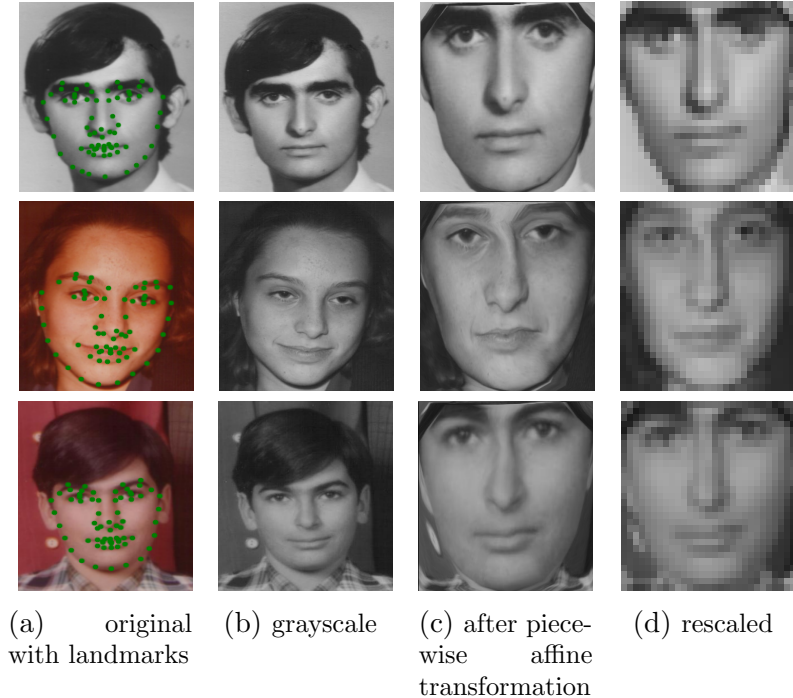 (a) original
with landmarks
(b) grayscale
(c) after piece-
wise affine
transformation
(d) rescaled